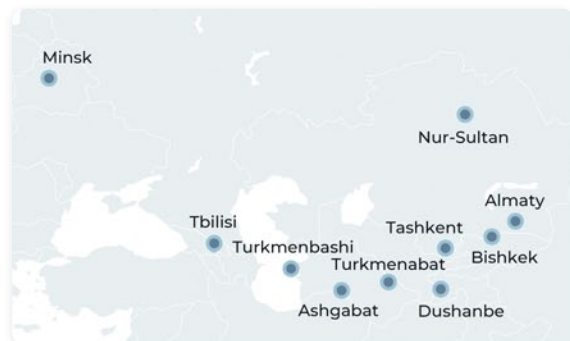 Minsk
Nur-Sultan
Almaty
Tbilisi
Tashkent
Turkmenbashi
Bishkek
Turkmenabat
Ashgabat
Dushanbe